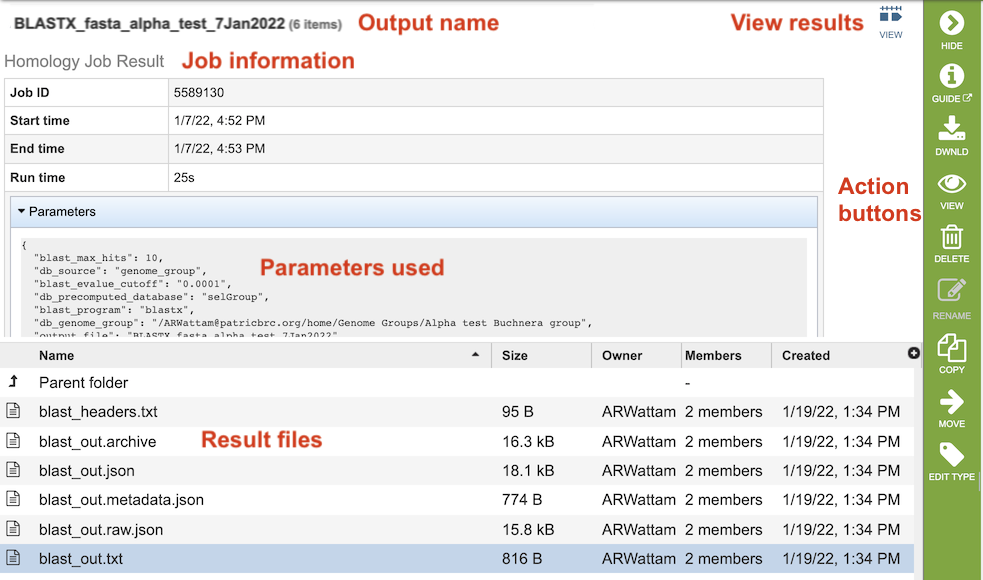 BLASTX_fasta_alpha_test_7Jan2022 (6 items) Output name View results VIEW
Homology Job Result Job information
Job ID 5589130
Start time 1/7/22, 4:52 PM
End time 1/7/22, 4:53 PM
Run time 25s
Parameters
{
"blast_max_hits": 10,
"db_source": "genome_group",
"blast_evalue_cutoff": "0.0001",
"db_precomputed_database": "selGroup",
"blast_program": "blastx",
"db_genome_group": "/ARWattam@patricbrc.org/home/Genome Groups/Alpha test Buchnera group",
"output_file": "BLASTX_fasta_alpha_test_7Jan2022"
Parameters used
Action
buttons
Name Size Owner Members Created
Parent folder -
blast_headers.txt 95 B ARWattam 2 members 1/19/22, 1:34 PM
blast_out.archive 16.3 kB ARWattam 2 members 1/19/22, 1:34 PM
Result files
blast_out.json 18.1 kB ARWattam 2 members 1/19/22, 1:34 PM
blast_out.metadata.json 774 B ARWattam 2 members 1/19/22, 1:34 PM
blast_out.raw.json 15.8 kB ARWattam 2 members 1/19/22, 1:34 PM
blast_out.txt 816 B ARWattam 2 members 1/19/22, 1:34 PM
HIDE
GUIDE
DWNLD
VIEW
DELETE
RENAME
COPY
MOVE
EDIT TYPE